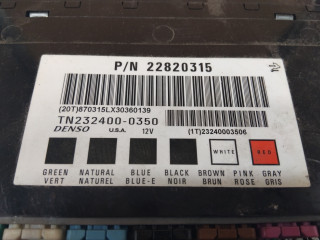 P/N 22820315
(20T)870315LX30360139
TN232400-0350
DENSO U.S.A. 12V
(1T)23240003506
WHITE RED
GREEN NATURAL BLUE BLACK BROWN PINK GRAY
VERT NATUREL BLUE-E NOIR BRUN ROSE GRIS